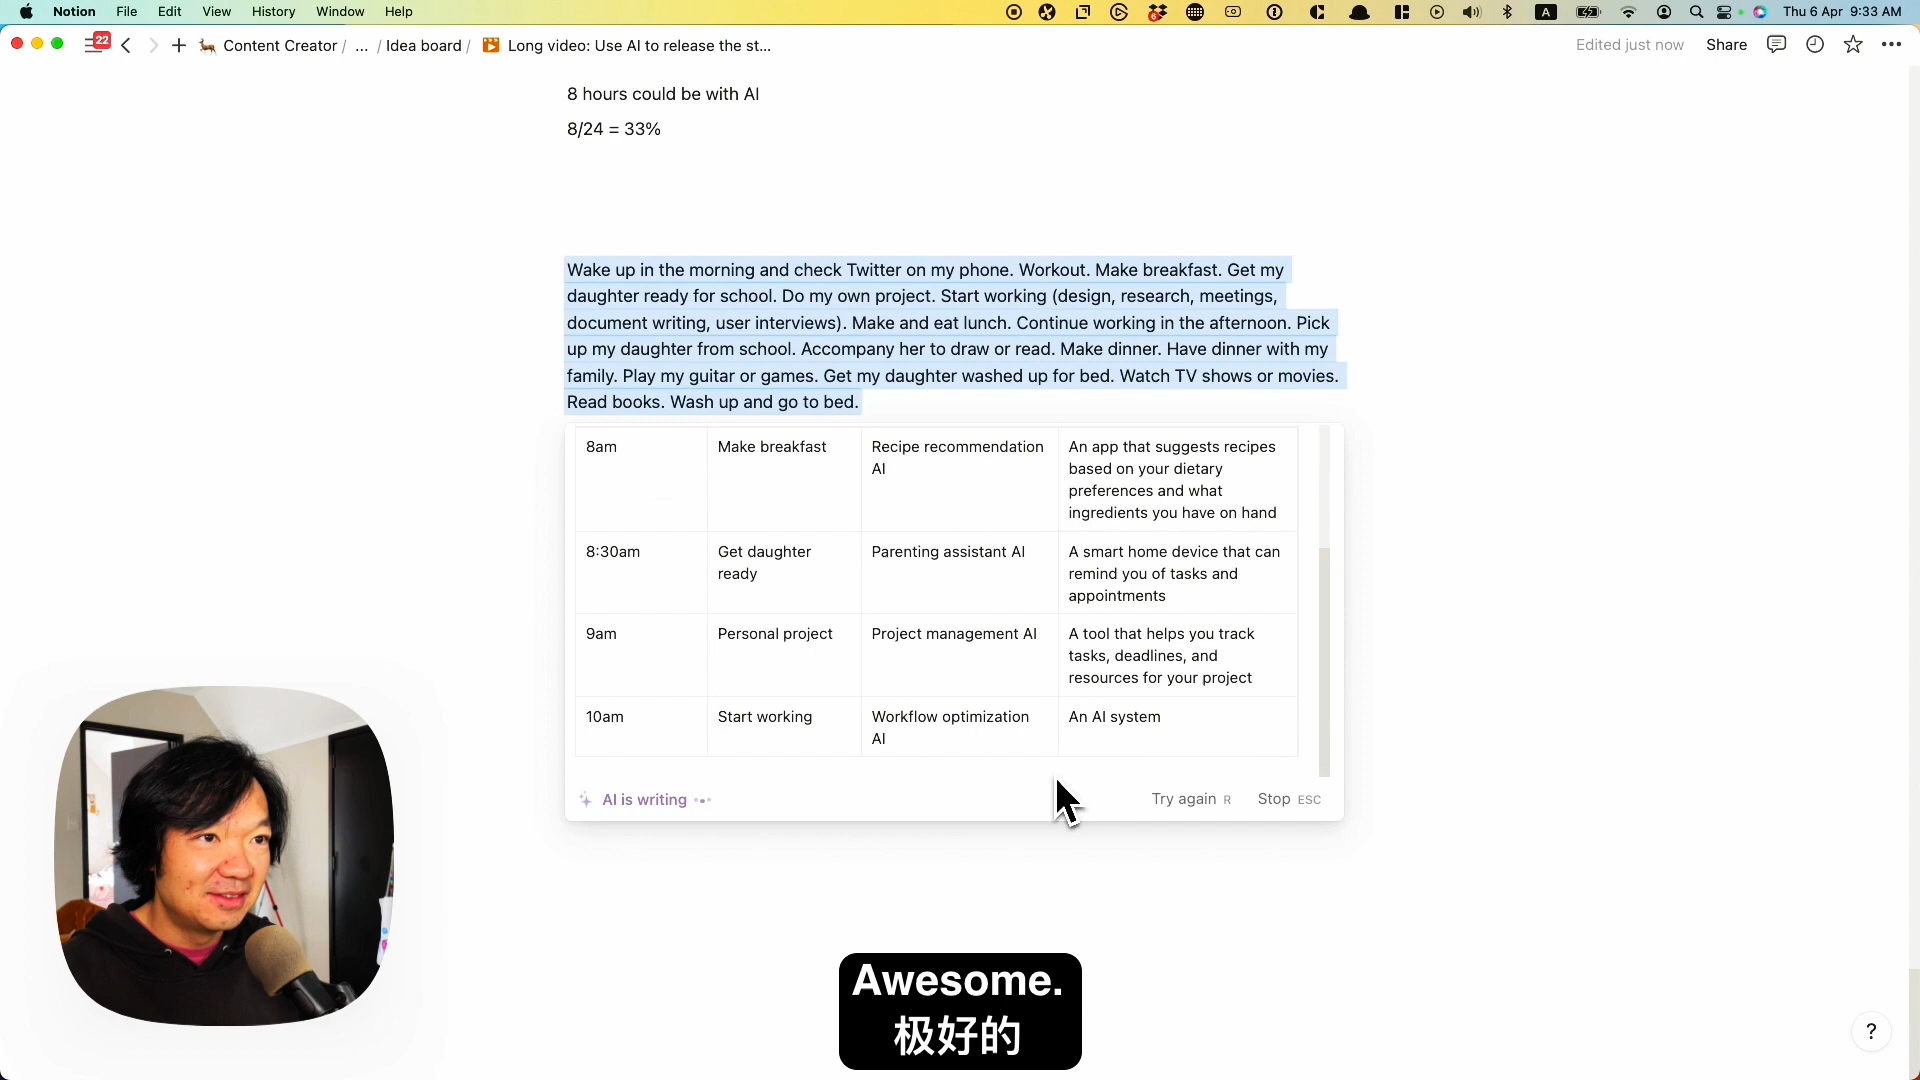 Notion File Edit View History Window Help
6
A
Thu 6 Apr 9:33 AM
22
Content Creator / ... / Idea board / Long video: Use AI to release the st...
Edited just now Share
8 hours could be with AI
8/24 = 33%
Wake up in the morning and check Twitter on my phone. Workout. Make breakfast. Get my
daughter ready for school. Do my own project. Start working (design, research, meetings,
document writing, user interviews). Make and eat lunch. Continue working in the afternoon. Pick
up my daughter from school. Accompany her to draw or read. Make dinner. Have dinner with my
family. Play my guitar or games. Get my daughter washed up for bed. Watch TV shows or movies.
Read books. Wash up and go to bed.
8am
Make breakfast
Recipe recommendation
AI
An app that suggests recipes
based on your dietary
preferences and what
ingredients you have on hand
8:30am
Get daughter
ready
Parenting assistant AI
A smart home device that can
remind you of tasks and
appointments
9am
Personal project
Project management AI
A tool that helps you track
tasks, deadlines, and
resources for your project
10am
Start working
Workflow optimization
AI
An AI system
AI is writing
Try again R Stop ESC
Awesome.
极好的
?